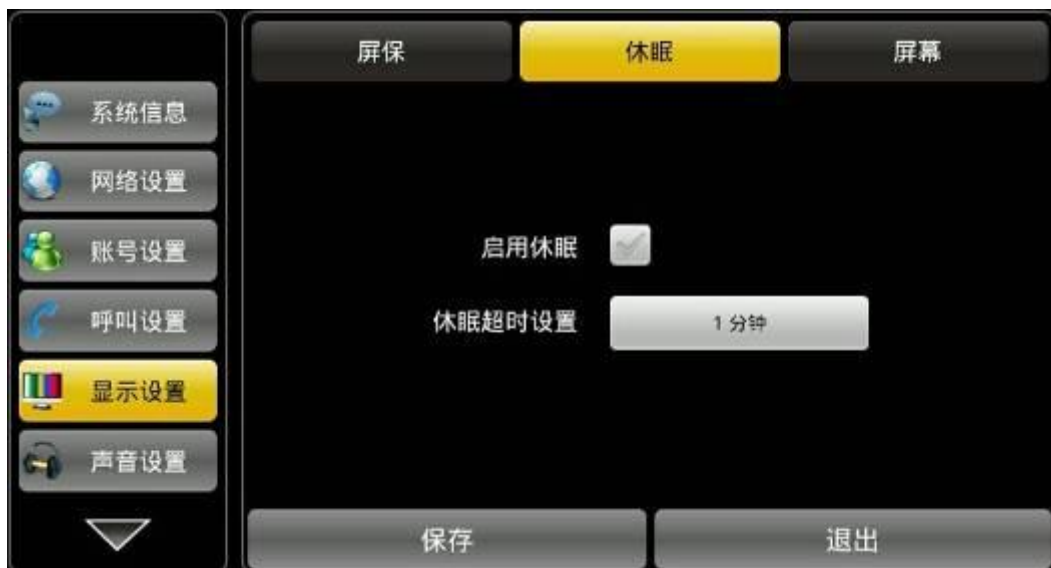 屏保
休眠
屏幕
系统信息
网络设置
账号设置
呼叫设置
显示设置
声音设置
启用休眠
休眠超时设置
1 分钟
保存
退出